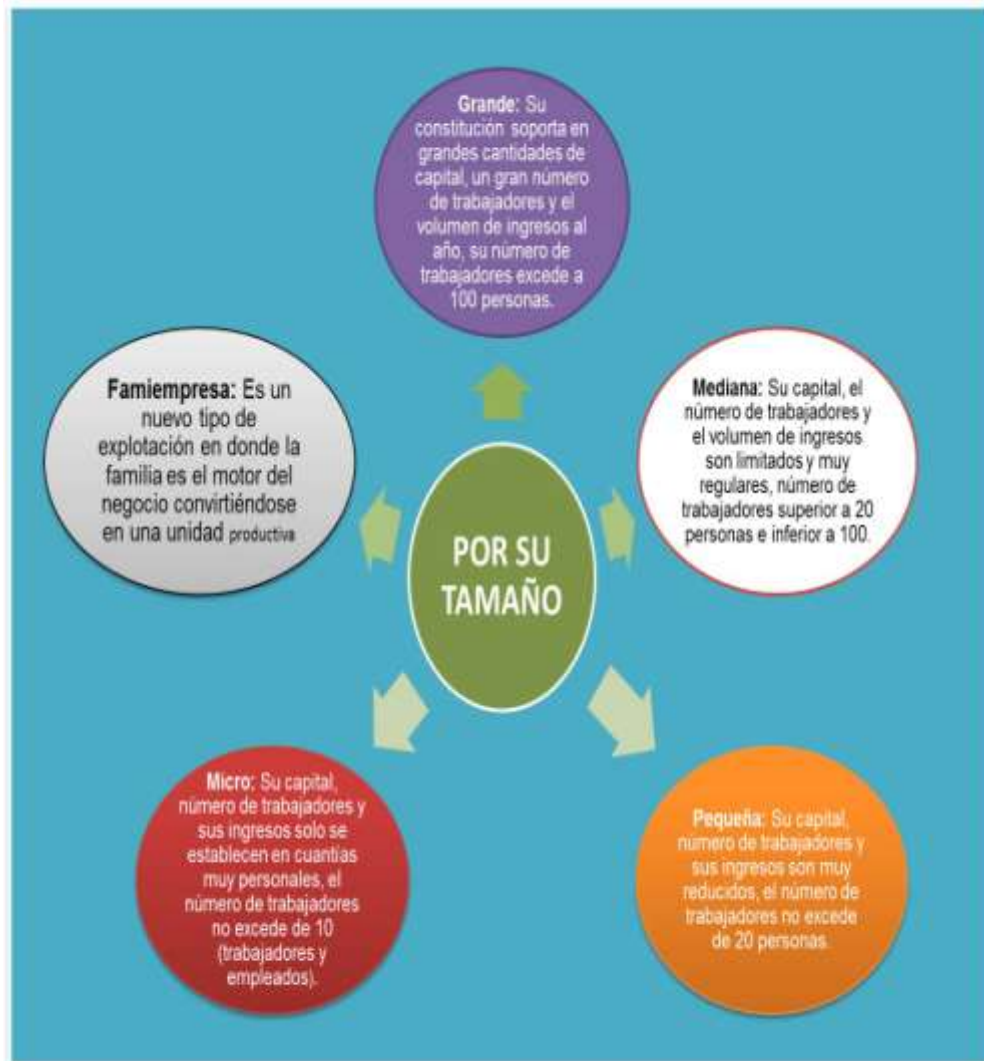 Grande: Su
constitución soporta en
grandes cantidades de
capital, un gran número
de trabajadores y el
volumen de ingresos al
año, su número de
trabajadores excede a
100 personas.
Famiempresa: Es un
nuevo tipo de
explotación en donde la
familia es el motor del
negocio convirtiéndose
en una unidad productiva
Mediana: Su capital, el
número de trabajadores y
el volumen de ingresos
son limitados y muy
regulares, número de
trabajadores superior a 20
personas e inferior a 100.
POR SU
TAMAÑO
Micro: Su capital,
número de trabajadores y
sus ingresos solo se
establecen en cuantías
muy personales, el
número de trabajadores
no excede de 10
(trabajadores y
empleados).
Pequeña: Su capital,
número de trabajadores y
sus ingresos son muy
reducidos, el número de
trabajadores no excede
de 20 personas.